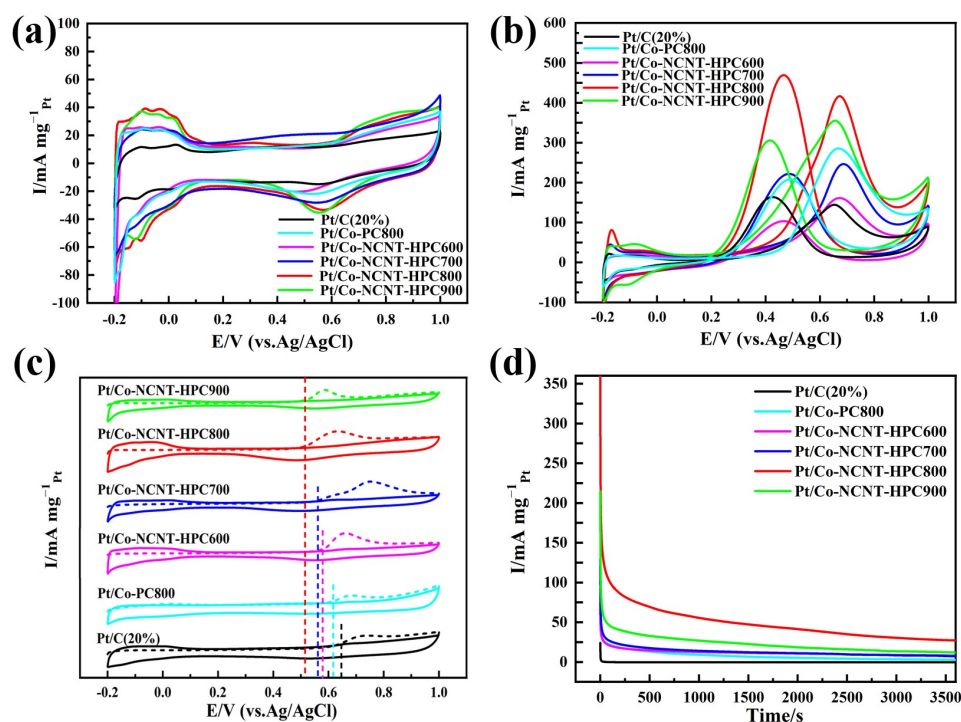 (a)
100
80
60
40
20
0
-20
-40
-60
-80
-100
I/mA mg⁻¹Pt
Pt/C(20%)
Pt/Co-PC800
Pt/Co-NCNT-HPC600
Pt/Co-NCNT-HPC700
Pt/Co-NCNT-HPC800
Pt/Co-NCNT-HPC900
-0.2 0.0 0.2 0.4 0.6 0.8 1.0
E/V (vs.Ag/AgCl)
(b)
600
500
400
300
200
100
0
-100
I/mA mg⁻¹Pt
Pt/C(20%)
Pt/Co-PC800
Pt/Co-NCNT-HPC600
Pt/Co-NCNT-HPC700
Pt/Co-NCNT-HPC800
Pt/Co-NCNT-HPC900
-0.2 0.0 0.2 0.4 0.6 0.8 1.0
E/V (vs.Ag/AgCl)
(c)
I/mA mg⁻¹Pt
Pt/Co-NCNT-HPC900
Pt/Co-NCNT-HPC800
Pt/Co-NCNT-HPC700
Pt/Co-NCNT-HPC600
Pt/Co-PC800
Pt/C(20%)
-0.2 0.0 0.2 0.4 0.6 0.8 1.0
E/V (vs.Ag/AgCl)
(d)
350
300
250
200
150
100
50
0
I/mA mg⁻¹Pt
Pt/C(20%)
Pt/Co-PC800
Pt/Co-NCNT-HPC600
Pt/Co-NCNT-HPC700
Pt/Co-NCNT-HPC800
Pt/Co-NCNT-HPC900
0 500 1000 1500 2000 2500 3000 3500
Time/s